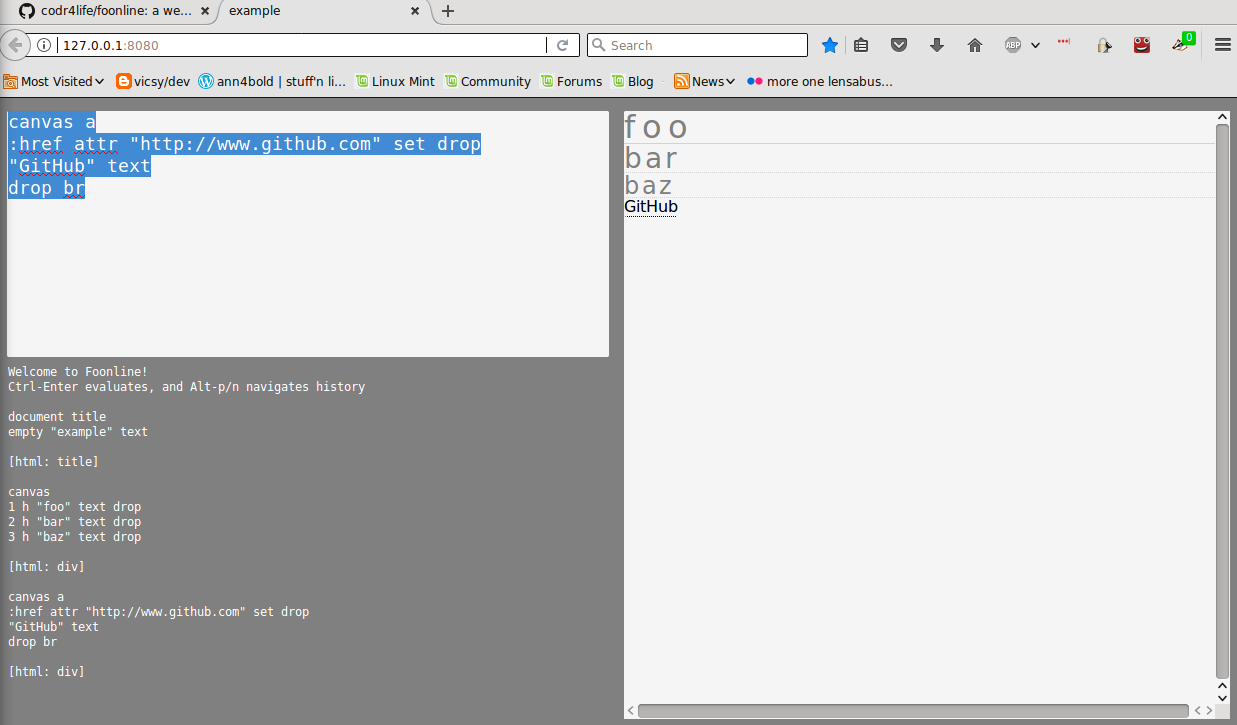 codr4life/foonline: a we...
example
127.0.0.1:8080
Search
ABP
0
Most Visited
vicsy/dev
ann4bold | stuff'n li...
Linux Mint
Community
Forums
Blog
News
more one lensabus...
canvas a
:href attr "http://www.github.com" set drop
"GitHub" text
drop br
Welcome to Foonline!
Ctrl-Enter evaluates, and Alt-p/n navigates history
document title
empty "example" text
[html: title]
canvas
1 h "foo" text drop
2 h "bar" text drop
3 h "baz" text drop
[html: div]
canvas a
:href attr "http://www.github.com" set drop
"GitHub" text
drop br
[html: div]
foo
bar
baz
GitHub